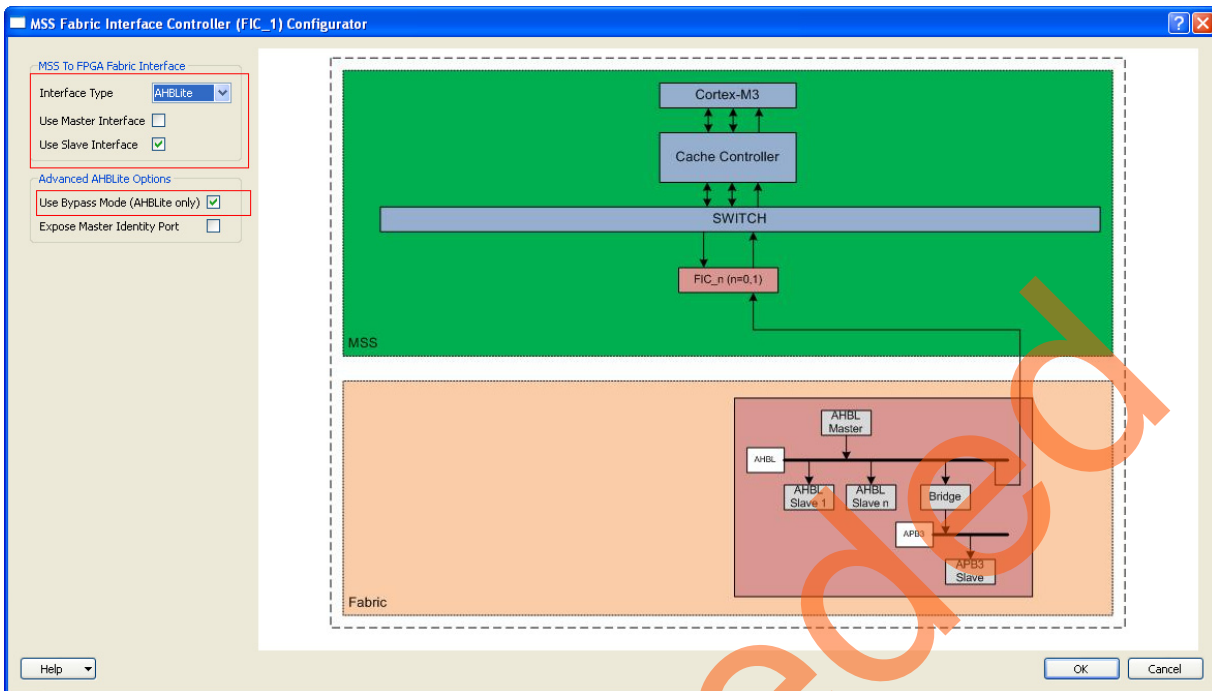 MSS Fabric Interface Controller (FIC_1) Configurator
MSS To FPGA Fabric Interface
Interface Type AHBLite
Use Master Interface
Use Slave Interface
Advanced AHBLite Options
Use Bypass Mode (AHBLite only)
Expose Master Identity Port
Cortex-M3
Cache Controller
SWITCH
FIC_n (n=0,1)
MSS
AHBL
Master
AHBL
AHBL
Slave 1
AHBL
Slave n
Bridge
APB3
APB3
Slave
Fabric
ded
Help
OK
Cancel